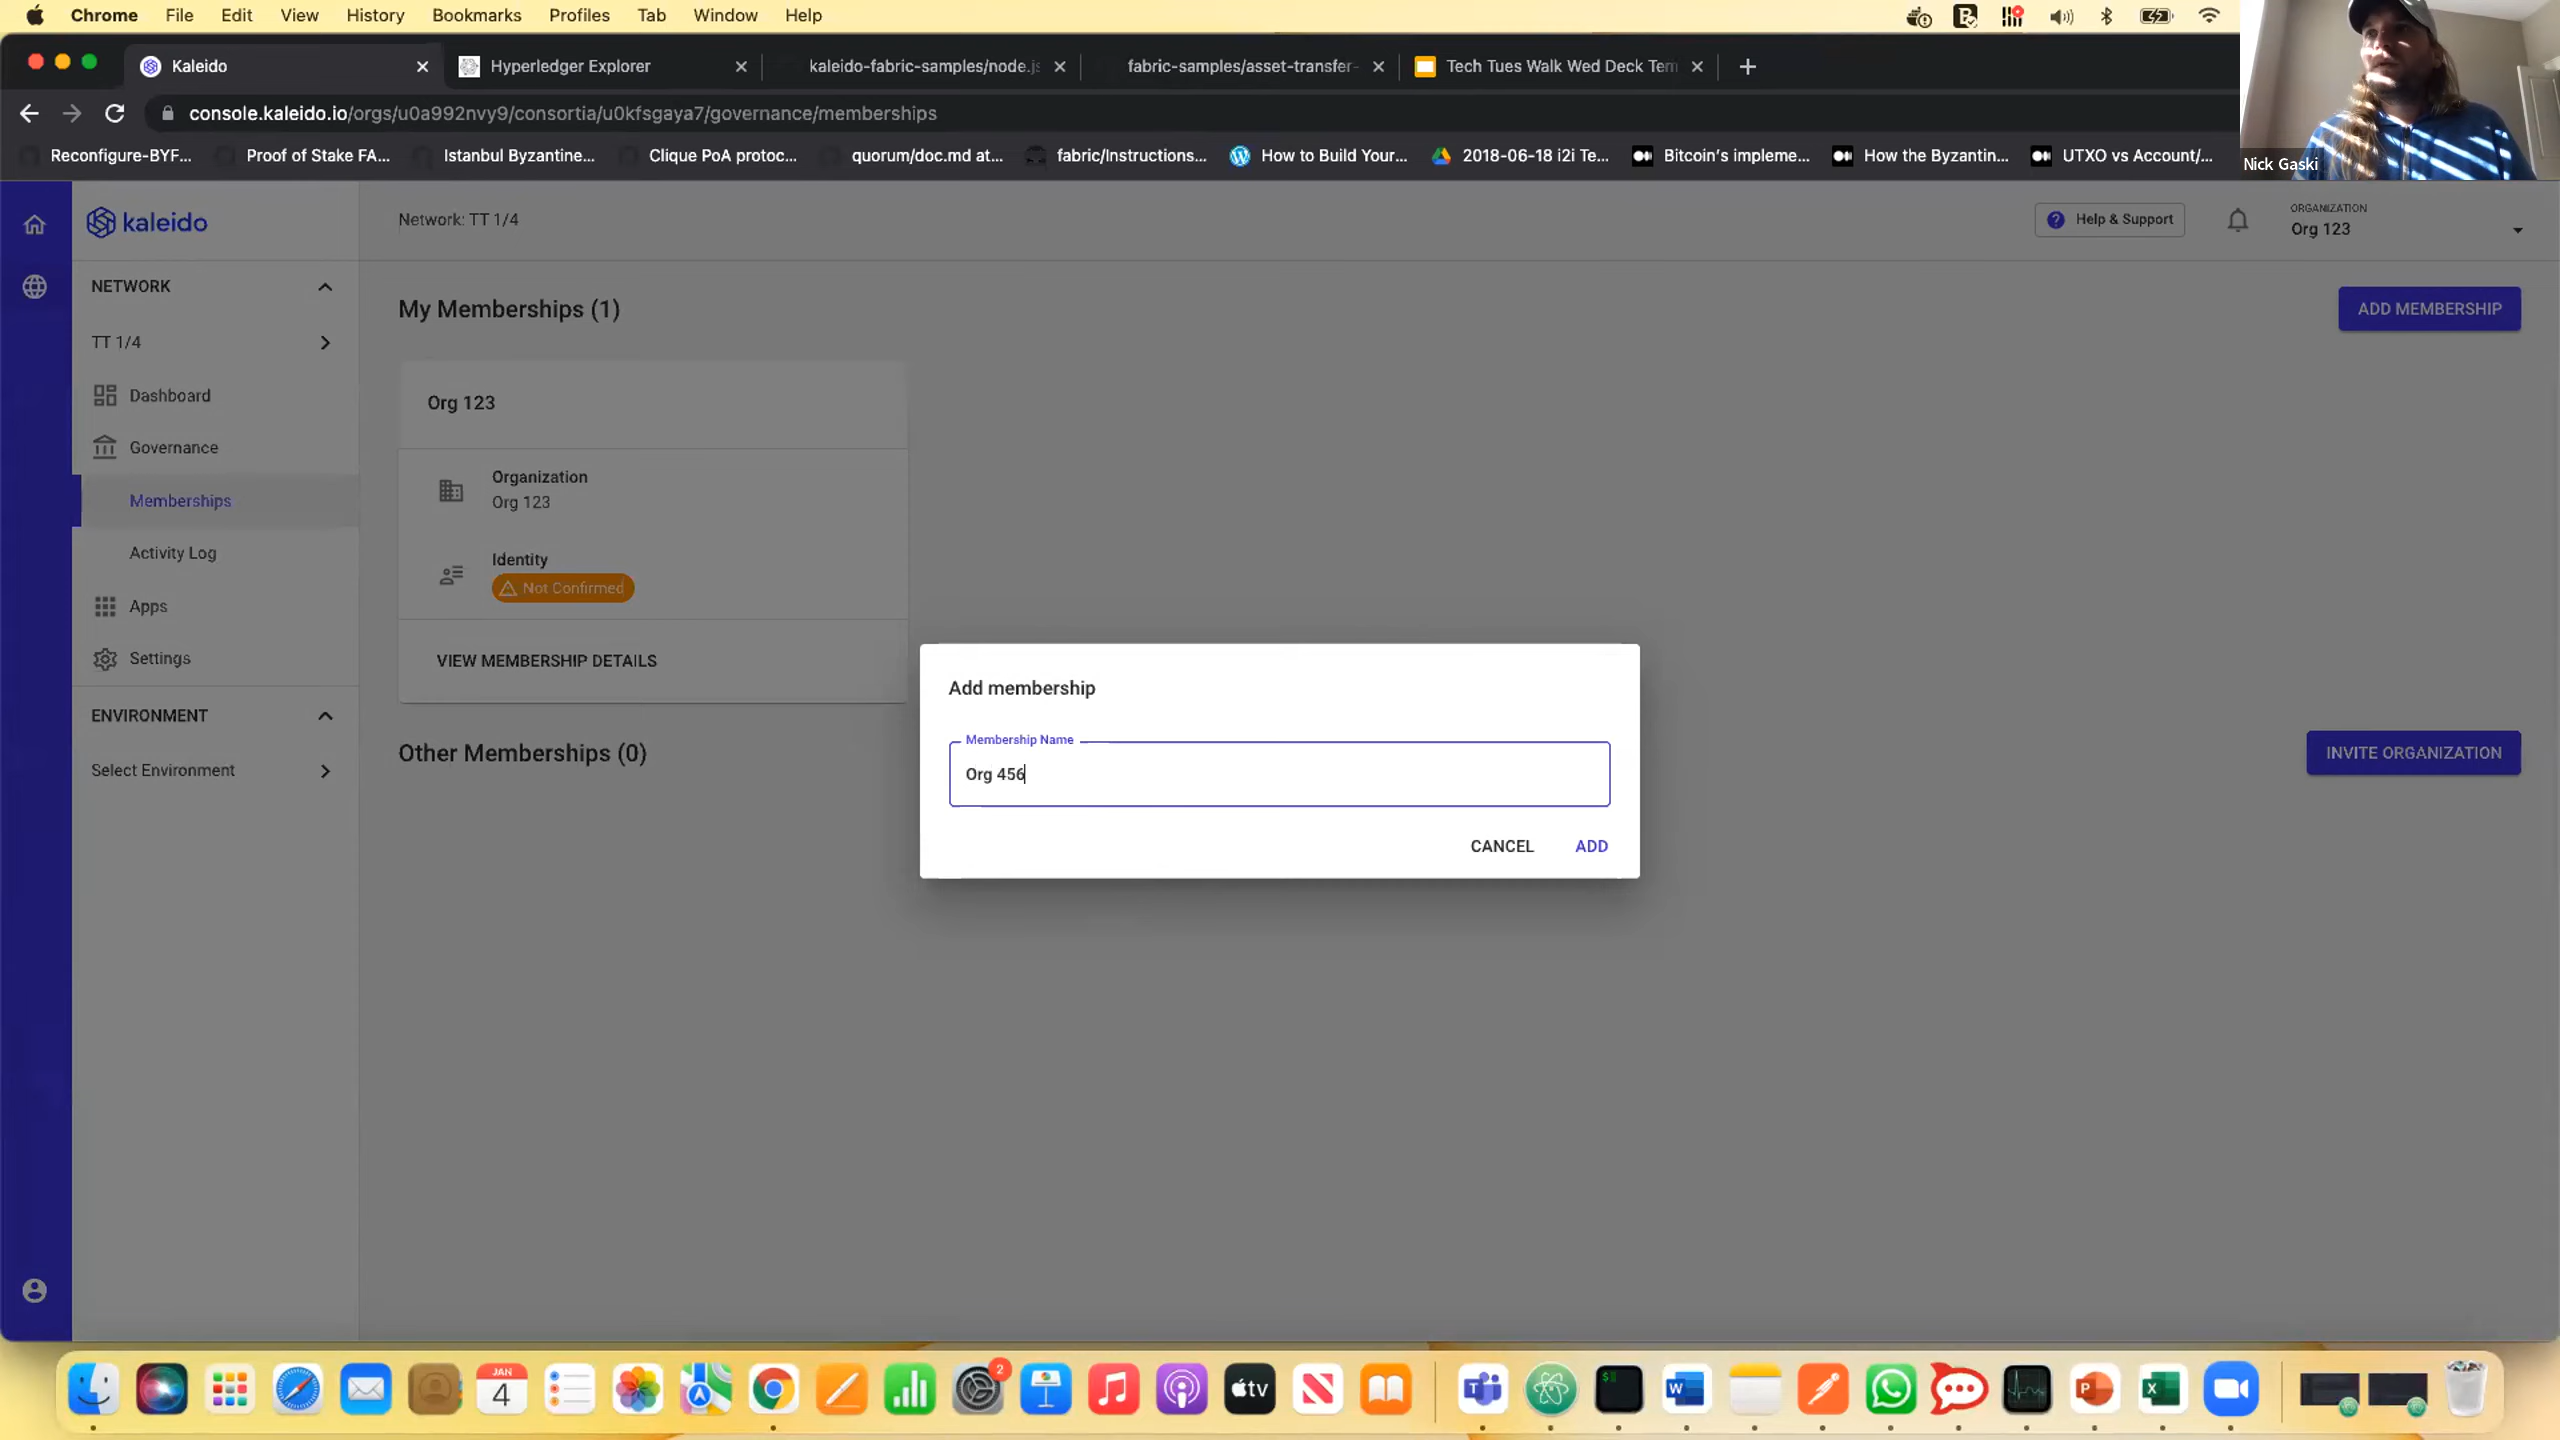 Chrome File Edit View History Bookmarks Profiles Tab Window Help
Kaleido
Hyperledger Explorer
kaleido-fabric-samples/node.js
fabric-samples/asset-transfer-
Tech Tues Walk Wed Deck Tem
console.kaleido.io/orgs/u0a992nvy9/consortia/u0kfsgaya7/governance/memberships
Reconfigure-BYF...
Proof of Stake FA...
Istanbul Byzantine...
Clique PoA protoc...
quorum/doc.md at...
fabric/Instructions...
How to Build Your...
2018-06-18 i2i Te...
Bitcoin's impleme...
How the Byzantin...
UTXO vs Account/...
Nick Gaski
kaleido
Network: TT 1/4
Help & Support
ORGANIZATION
Org 123
NETWORK
TT 1/4
Dashboard
Governance
Memberships
Activity Log
Apps
Settings
ENVIRONMENT
Select Environment
My Memberships (1)
ADD MEMBERSHIP
Org 123
Organization
Org 123
Identity
Not Confirmed
VIEW MEMBERSHIP DETAILS
Other Memberships (0)
INVITE ORGANIZATION
Add membership
Membership Name
Org 456
CANCEL
ADD
JAN
4
2
tv
$
W
P
X